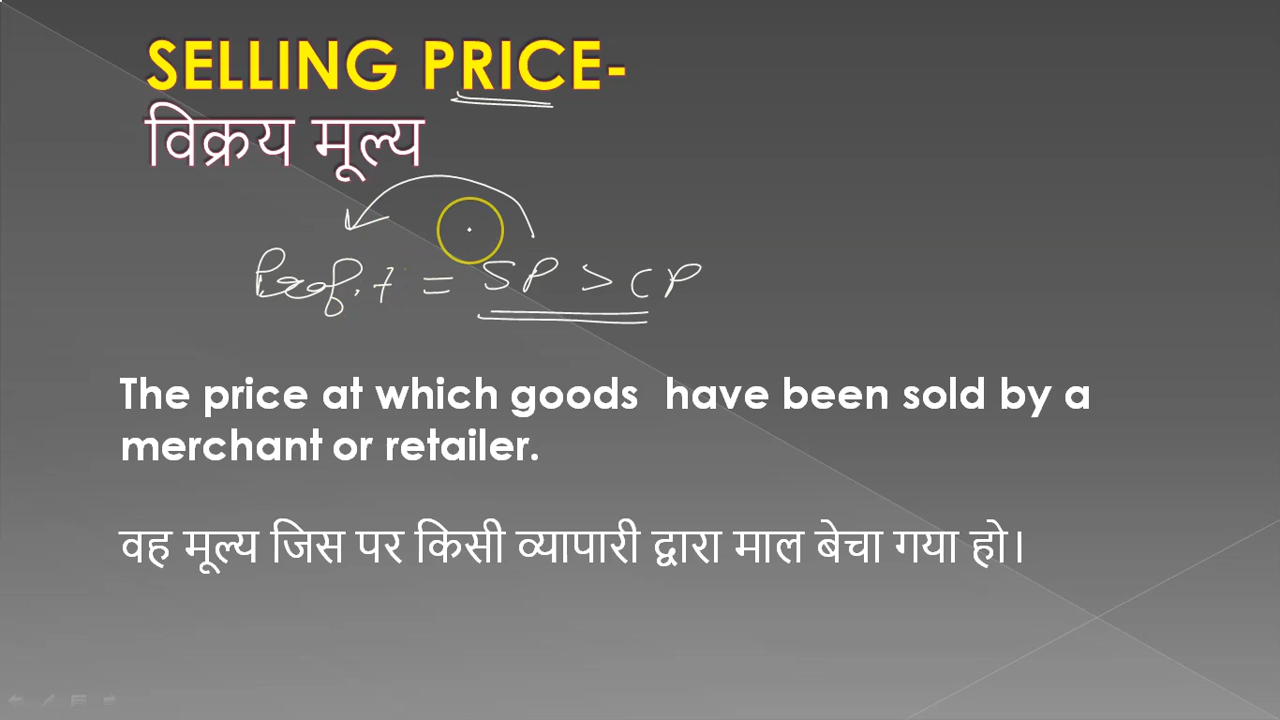 SELLING PRICE-
विक्रय मूल्य
Profit = SP > CP
The price at which goods have been sold by a
merchant or retailer.
वह मूल्य जिस पर किसी व्यापारी द्वारा माल बेचा गया हो।